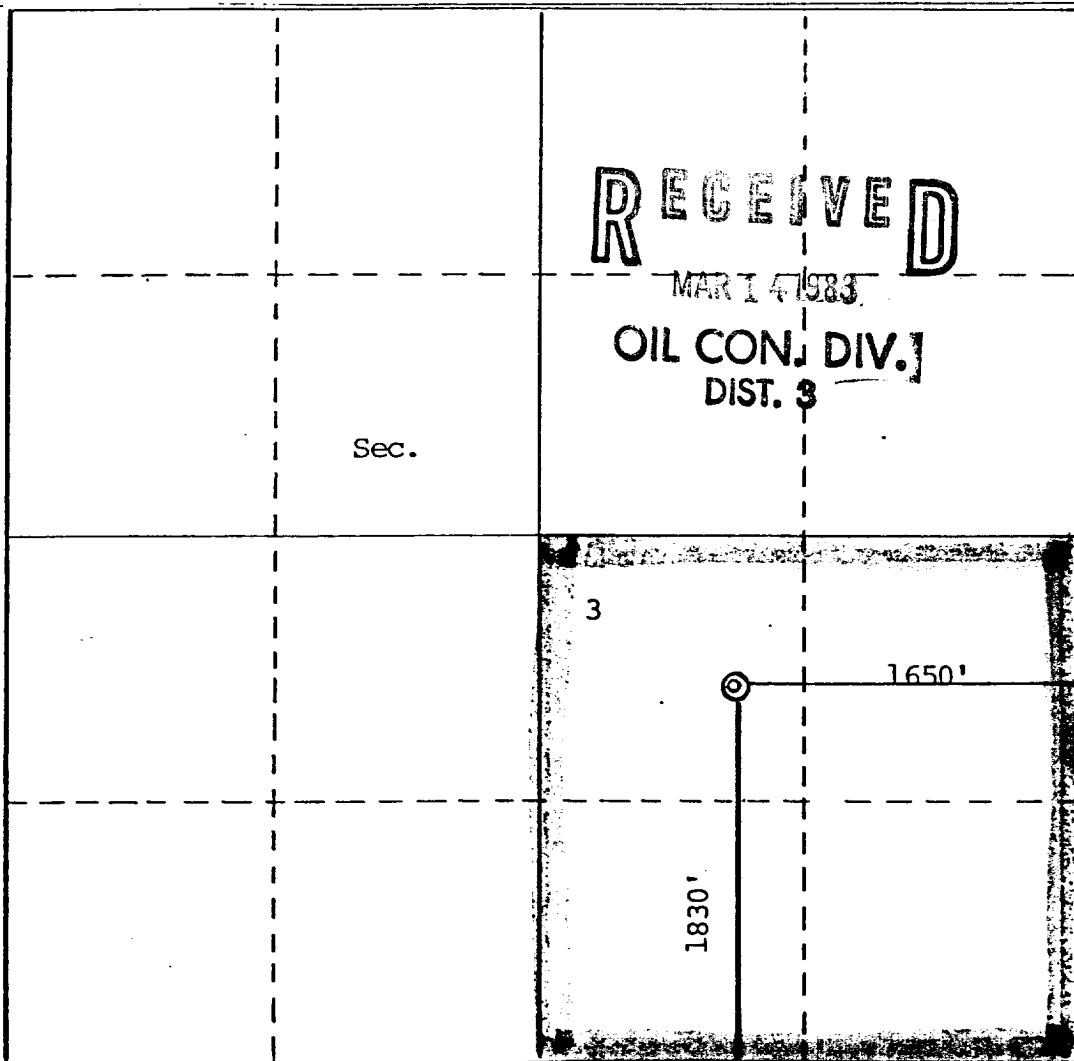 RECEIVED
MAR 14 1983
OIL CON. DIV.
DIST. 3
Sec.
3
1650'
1830'